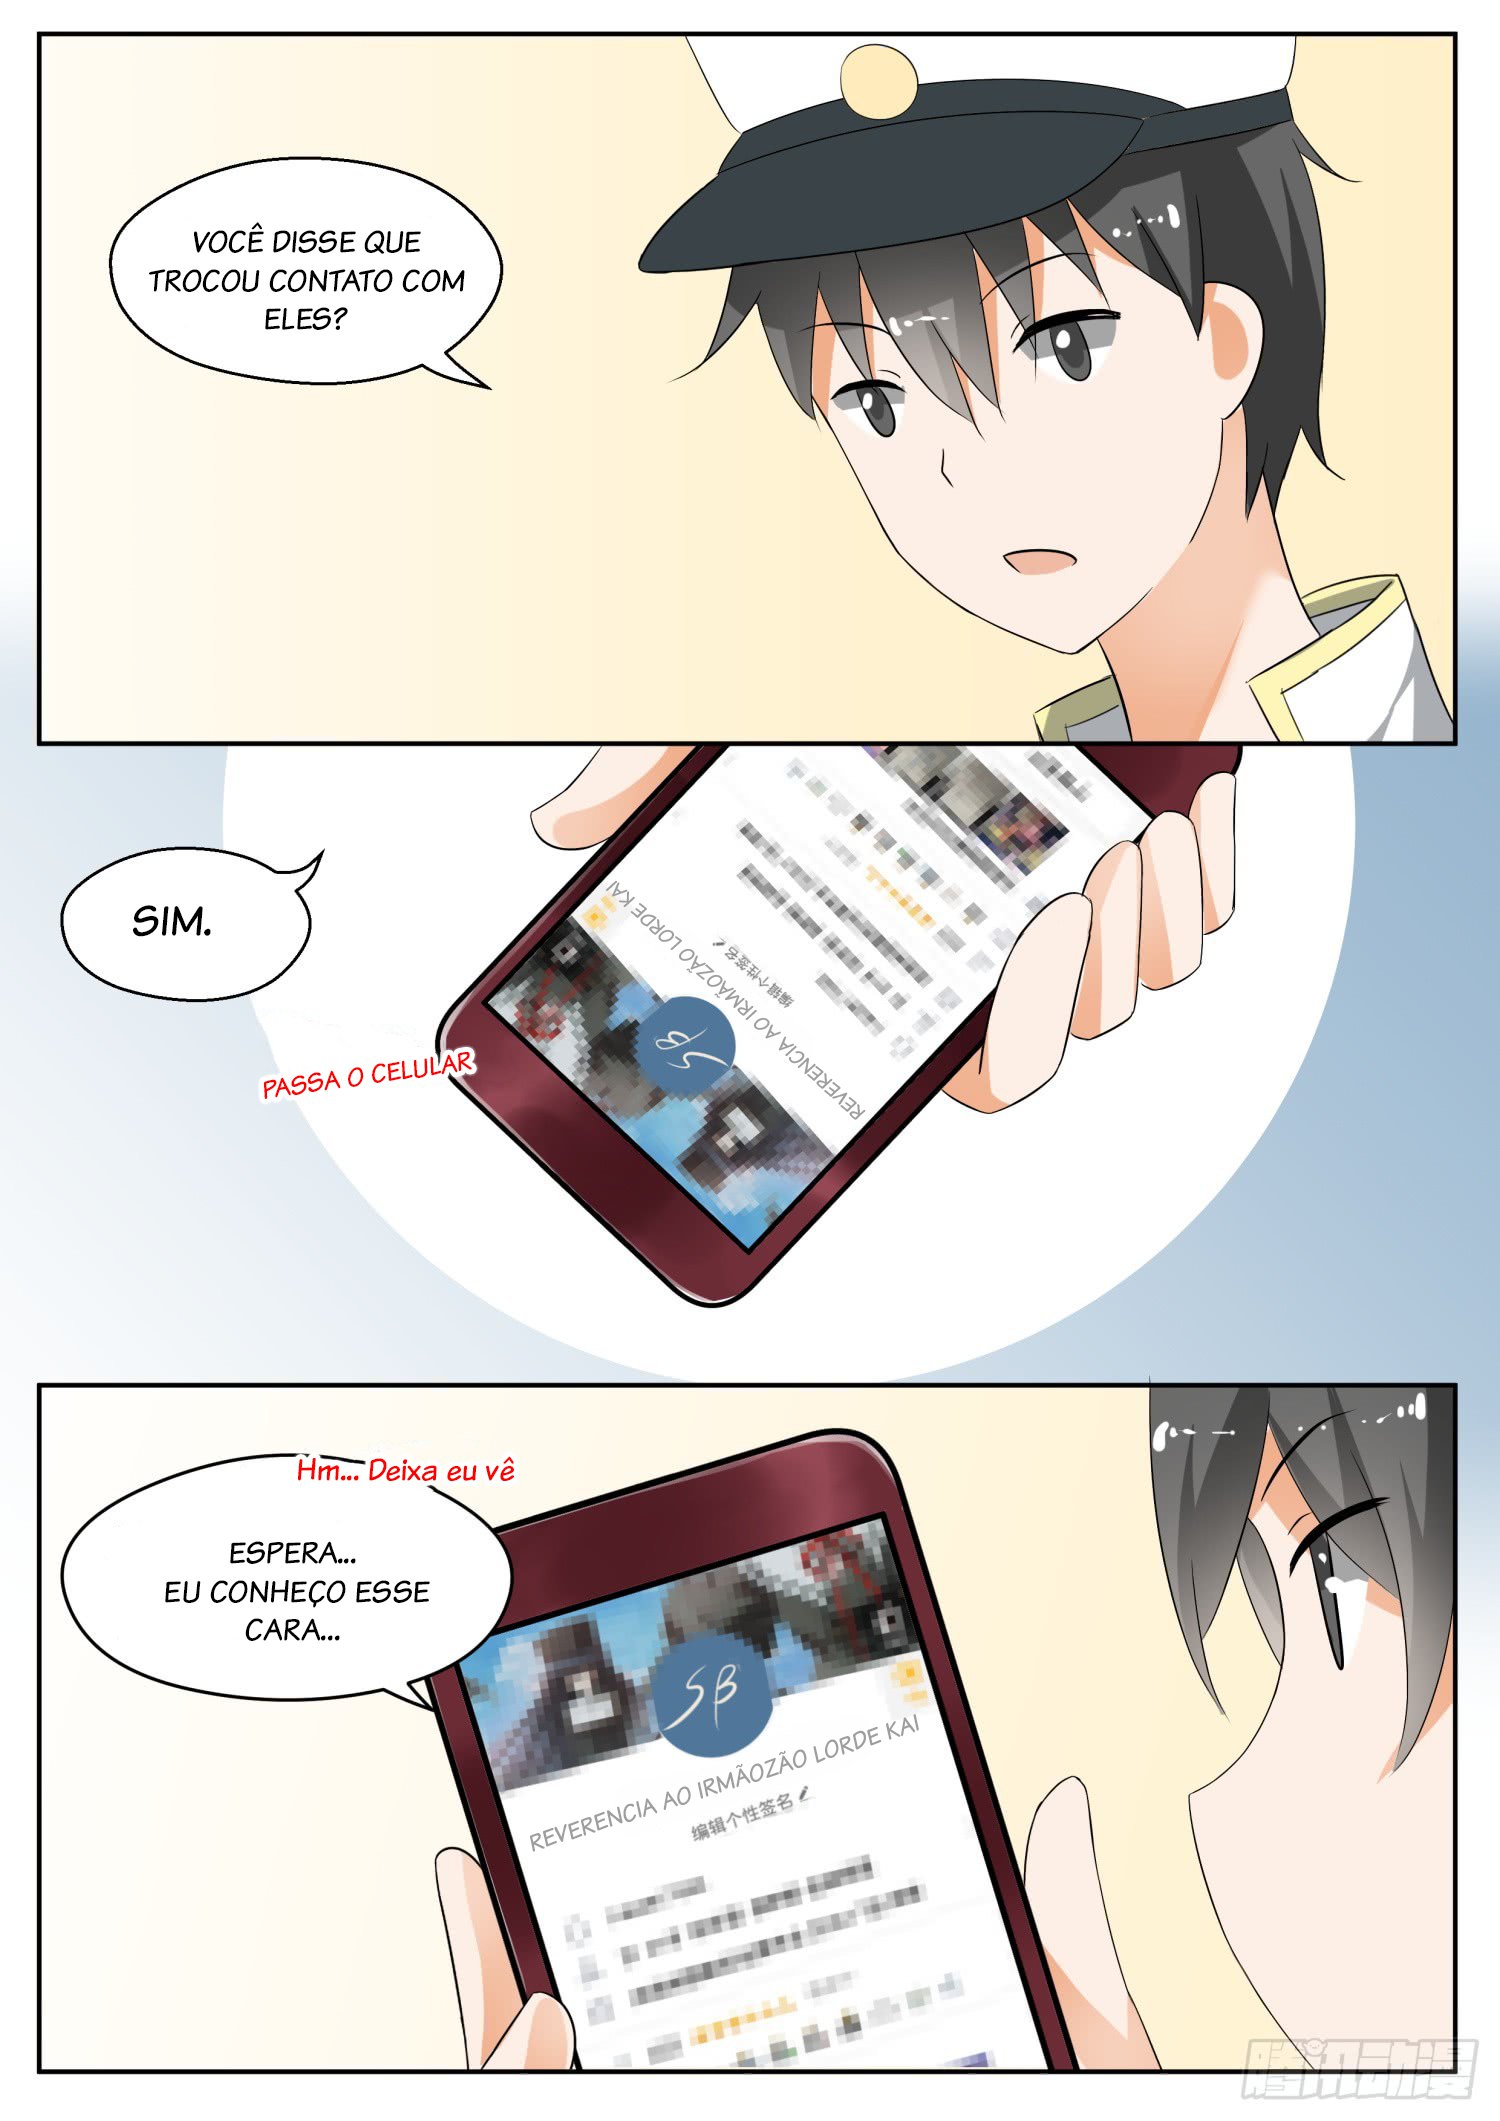 VOCÊ DISSE QUE
TROCOU CONTATO COM
ELES?
SIM.
REVERENCIA AO IRMÃOZÃO LORDE KAI
编辑个性签名
SB
PASSA O CELULAR
Hm... Deixa eu vê
ESPERA...
EU CONHEÇO ESSE
CARA...
SB
REVERENCIA AO IRMÃOZÃO LORDE KAI
编辑个性签名
腾讯动漫